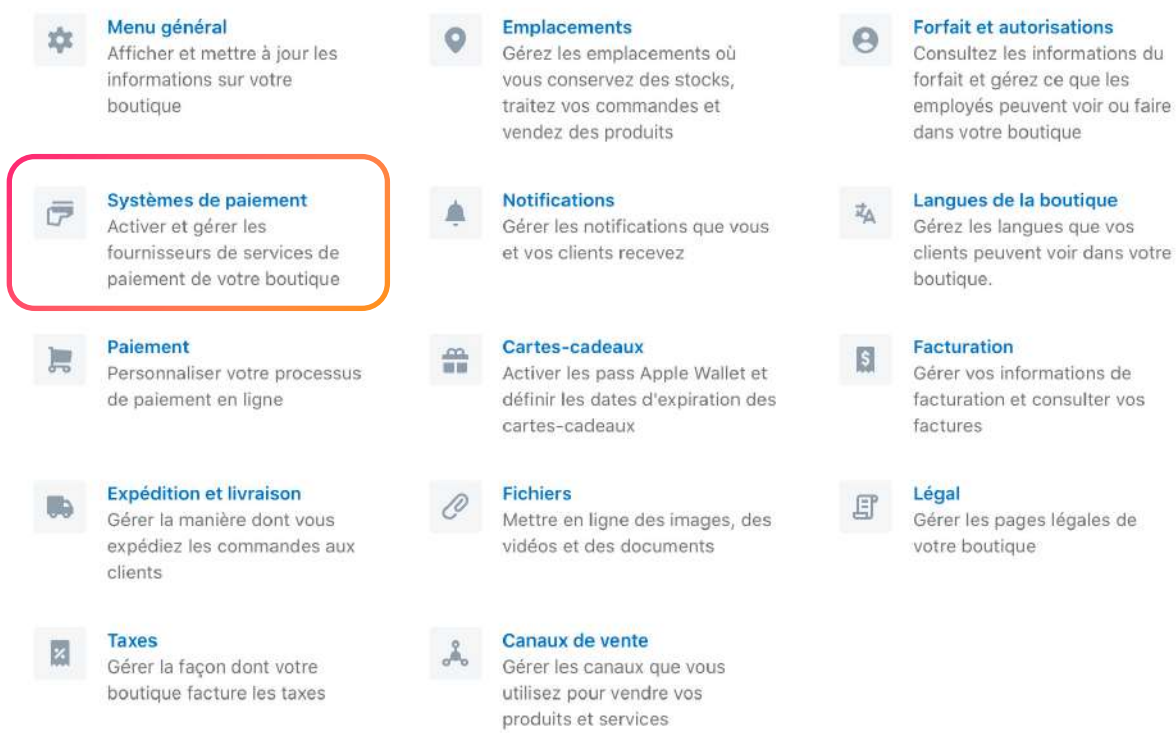 Menu général
Afficher et mettre à jour les
informations sur votre
boutique
Emplacements
Gérez les emplacements où
vous conservez des stocks,
traitez vos commandes et
vendez des produits
Forfait et autorisations
Consultez les informations du
forfait et gérez ce que les
employés peuvent voir ou faire
dans votre boutique
Systèmes de paiement
Activer et gérer les
fournisseurs de services de
paiement de votre boutique
Notifications
Gérer les notifications que vous
et vos clients recevez
Langues de la boutique
Gérez les langues que vos
clients peuvent voir dans votre
boutique.
Paiement
Personnaliser votre processus
de paiement en ligne
Cartes-cadeaux
Activer les pass Apple Wallet et
définir les dates d'expiration des
cartes-cadeaux
Facturation
Gérer vos informations de
facturation et consulter vos
factures
Expédition et livraison
Gérer la manière dont vous
expédiez les commandes aux
clients
Fichiers
Mettre en ligne des images, des
vidéos et des documents
Légal
Gérer les pages légales de
votre boutique
Taxes
Gérer la façon dont votre
boutique facture les taxes
Canaux de vente
Gérer les canaux que vous
utilisez pour vendre vos
produits et services